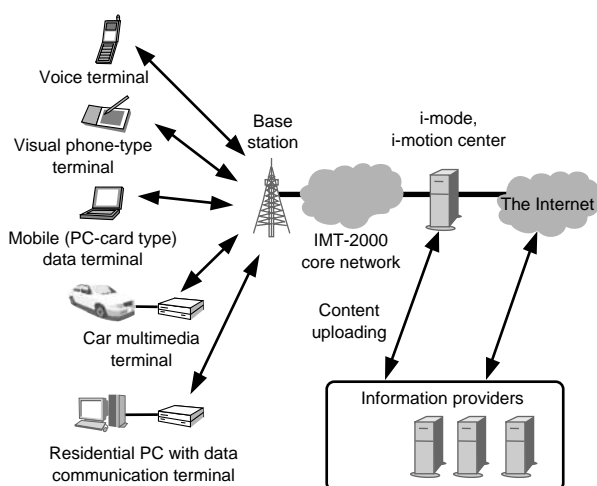 Voice terminal
Visual phone-type
terminal
Mobile (PC-card type)
data terminal
Car multimedia
terminal
Residential PC with data
communication terminal
Base
station
IMT-2000
core network
i-mode,
i-motion center
The Internet
Content
uploading
Information providers